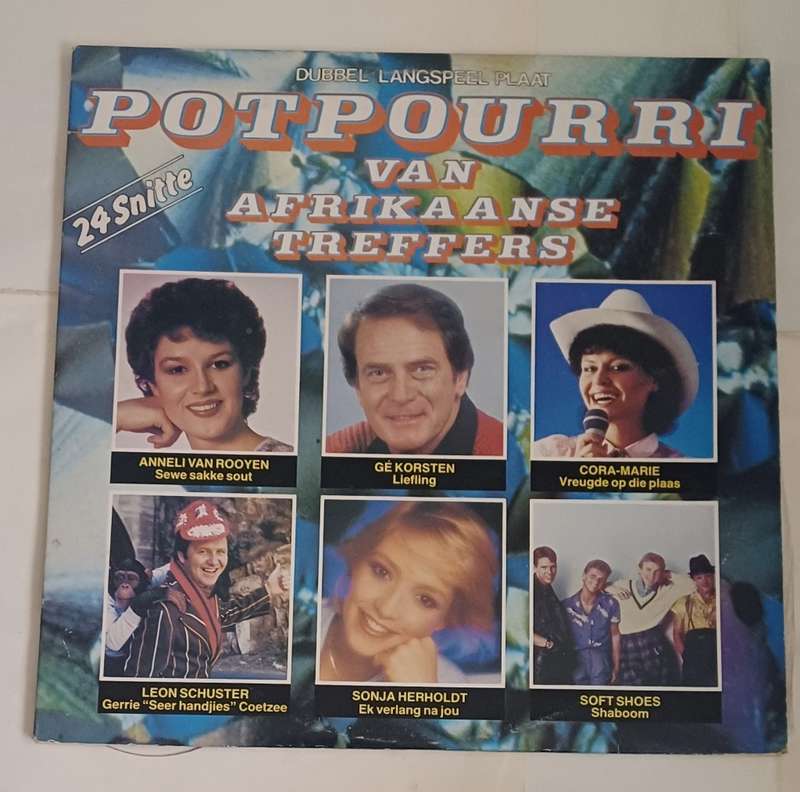 DUBBEL LANGSPEEL PLAAT
POTPOURRI
VAN
AFRIKAANSE
TREFFERS
24 Snitte
ANNELI VAN ROOYEN
Sewe sakke sout
GÉ KORSTEN
Liefling
CORA-MARIE
Vreugde op die plaas
LEON SCHUSTER
Gerrie "Seer handjies" Coetzee
SONJA HERHOLDT
Ek verlang na jou
SOFT SHOES
Shaboom